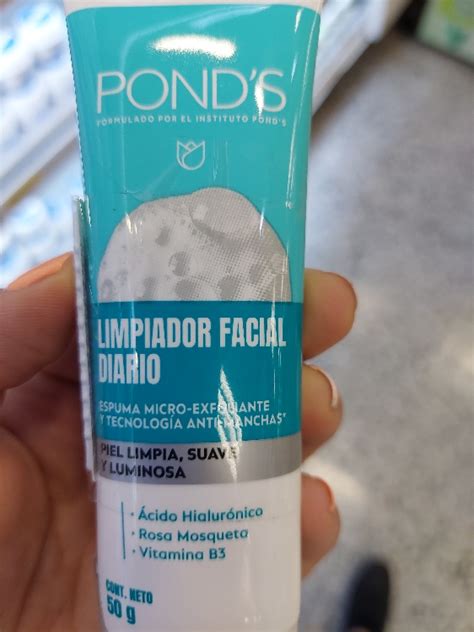 POND'S
FORMULADO POR EL INSTITUTO POND'S
LIMPIADOR FACIAL
DIARIO
ESPUMA MICRO-EXFOLIANTE
Y TECNOLOGÍA ANTI-MANCHAS*
PIEL LIMPIA, SUAVE
Y LUMINOSA
• Ácido Hialurónico
• Rosa Mosqueta
• Vitamina B3
CONT. NETO
50 g